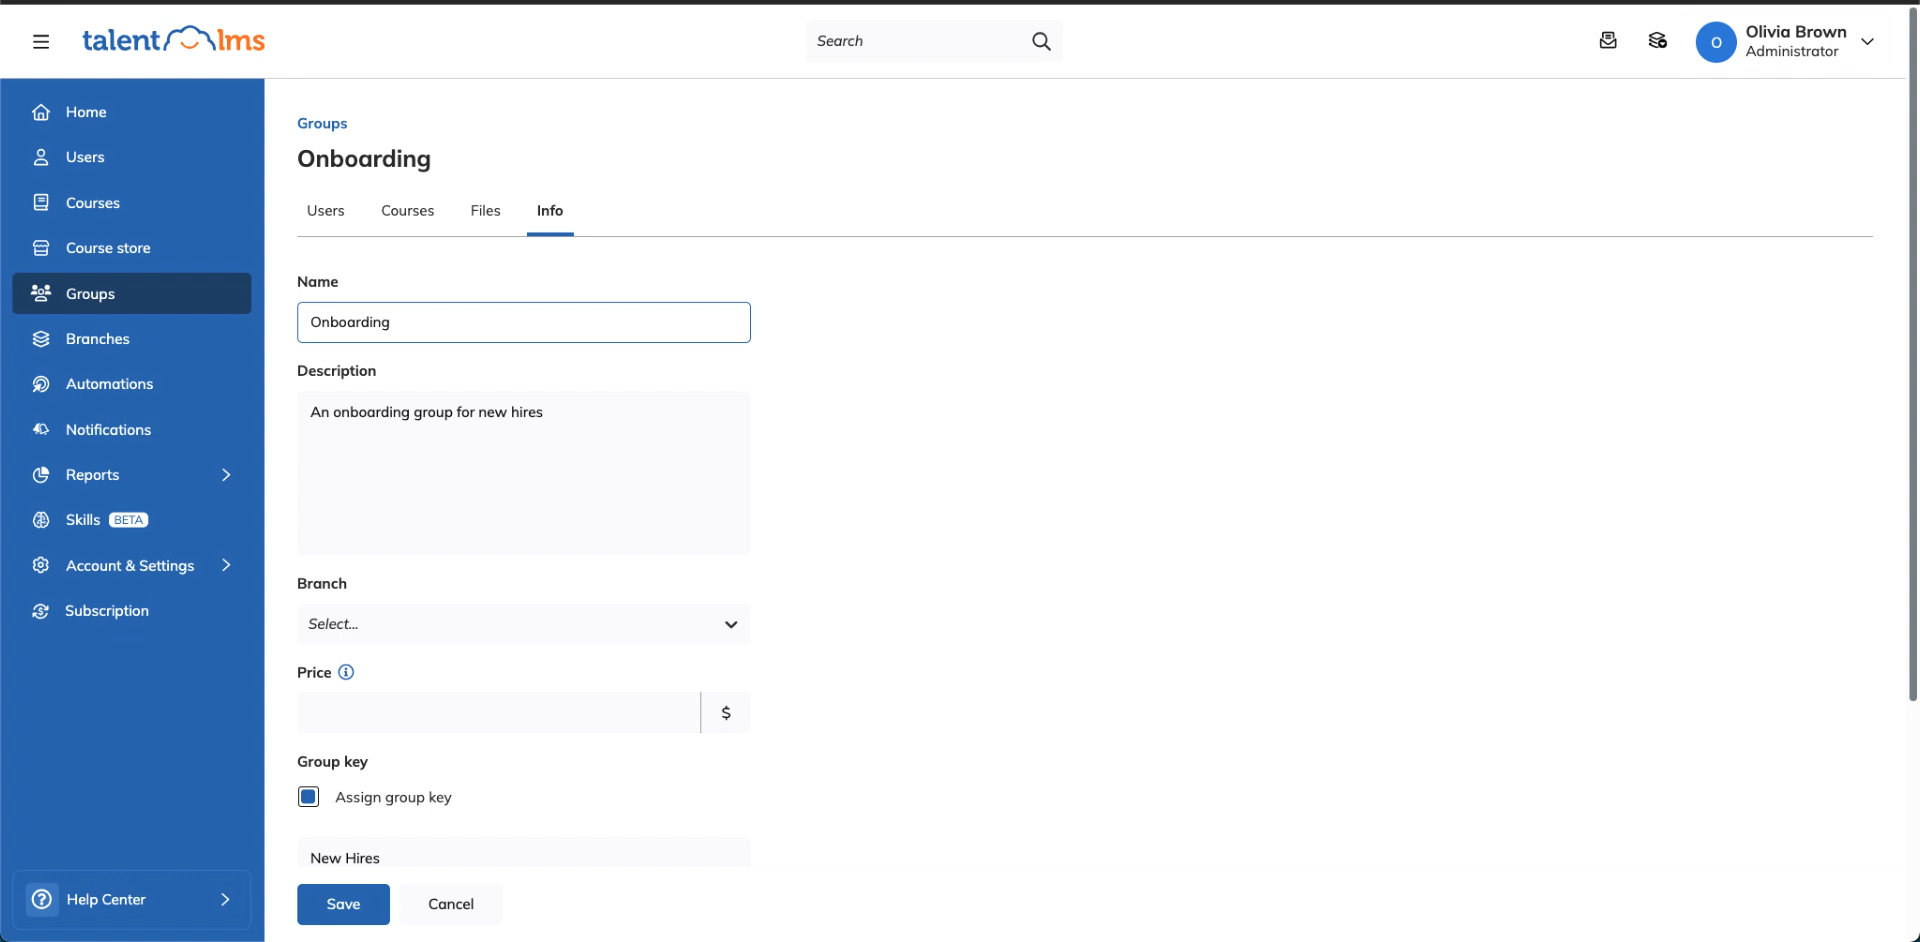 talentlms
Search
O
Olivia Brown
Administrator
Home
Users
Courses
Course store
Groups
Branches
Automations
Notifications
Reports
Skills BETA
Account & Settings
Subscription
Help Center
Groups
Onboarding
Users
Courses
Files
Info
Name
Onboarding
Description
An onboarding group for new hires
Branch
Select...
Price
$
Group key
Assign group key
New Hires
Save
Cancel